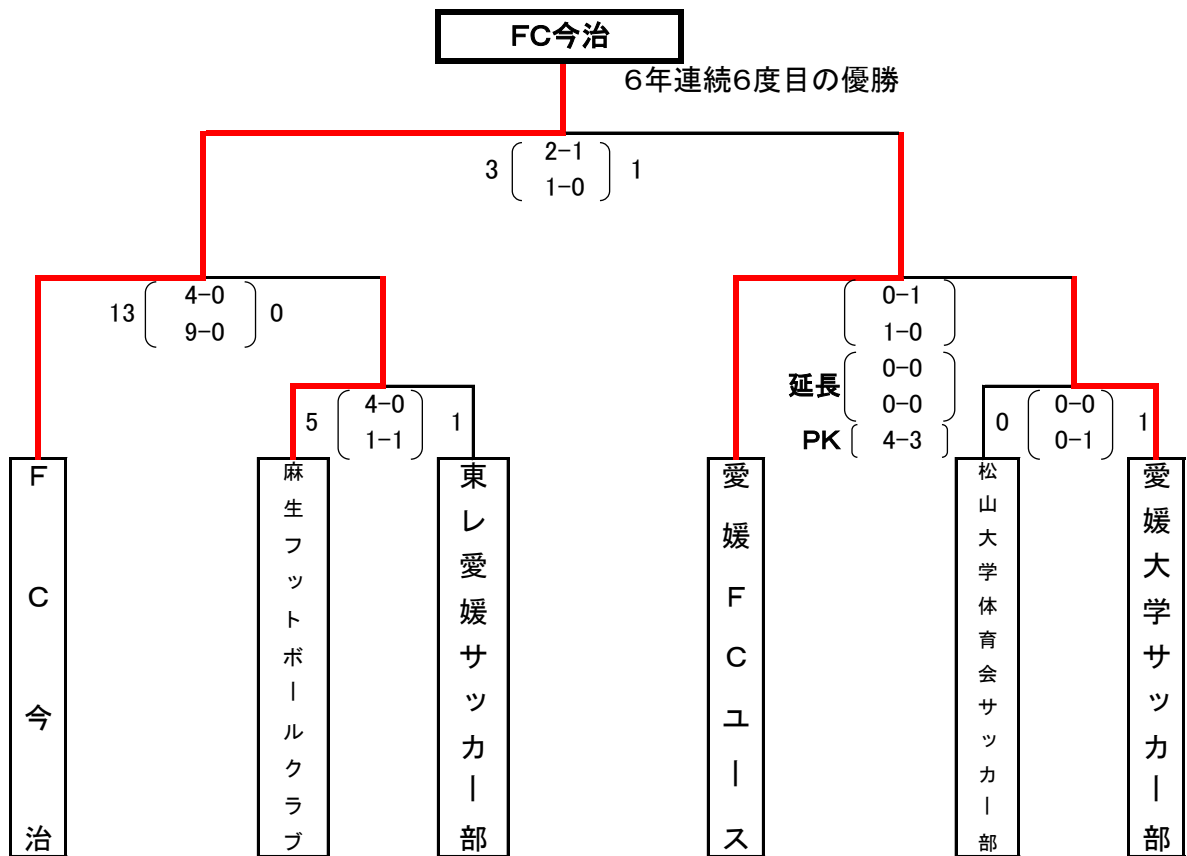 FC今治
6年連続6度目の優勝
3 2-1 1
1-0
13 4-0 0
9-0
0-1
1-0
延長 0-0
0-0
PK 4-3
5 4-0 1
1-1
0 0-0 1
0-1
FC今治
麻生フットボールクラブ
東レ愛媛サッカー部
愛媛FCユース
松山大学体育会サッカー部
愛媛大学サッカー部